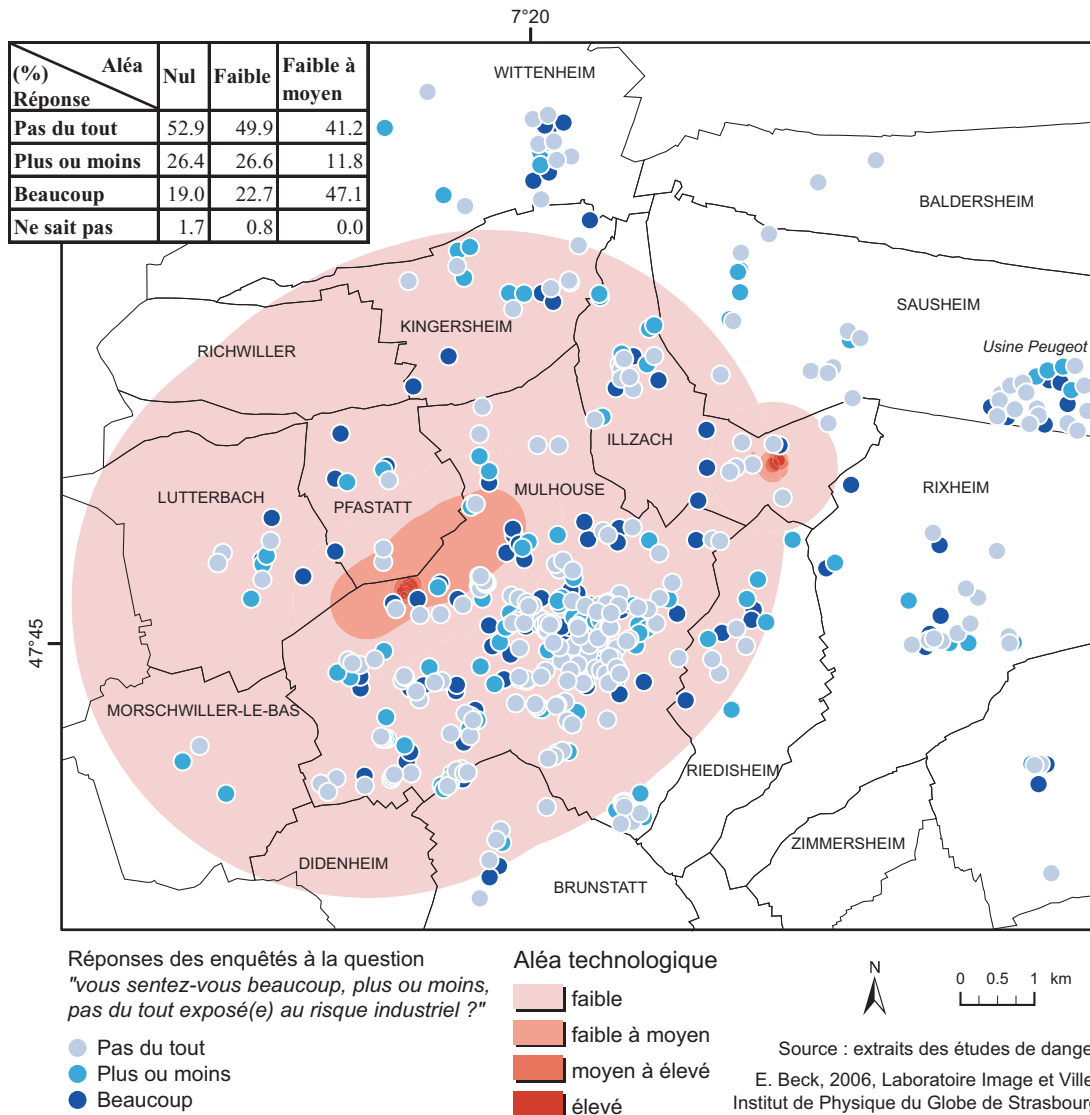 7°20
(%) Aléa Nul Faible Faible à moyen
Réponse
Pas du tout 52.9 49.9 41.2
Plus ou moins 26.4 26.6 11.8
Beaucoup 19.0 22.7 47.1
Ne sait pas 1.7 0.8 0.0
WITTENHEIM
BALDERSHEIM
SAUSHEIM
KINGERSHEIM
Usine Peugeot
RICHWILLER
ILLZACH
LUTTERBACH
PFASTATT
MULHOUSE
RIXHEIM
47°45
MORSCHWILLER-LE-BAS
RIEDISHEIM
ZIMMERSHEIM
DIDENHEIM
BRUNSTATT
Réponses des enquêtés à la question
"vous sentez-vous beaucoup, plus ou moins,
pas du tout exposé(e) au risque industriel ?"
Pas du tout
Plus ou moins
Beaucoup
Aléa technologique
faible
faible à moyen
moyen à élevé
élevé
N
0 0.5 1 km
Source : extraits des études de dange
E. Beck, 2006, Laboratoire Image et Ville
Institut de Physique du Globe de Strasbourg